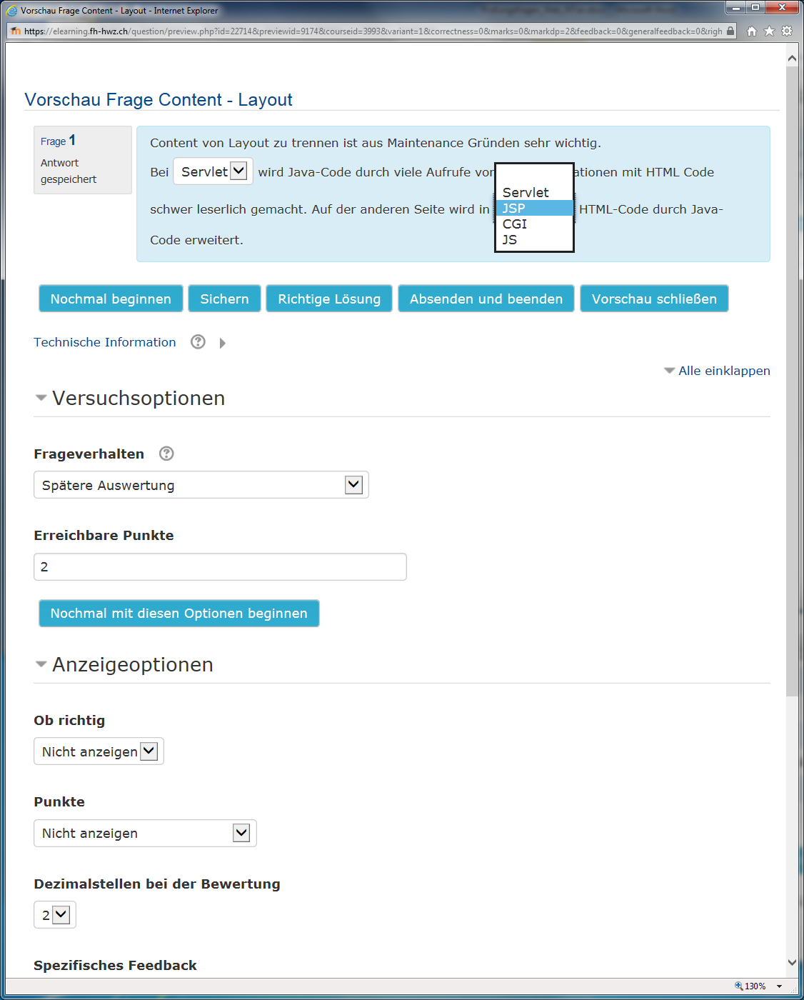 Vorschau Frage Content - Layout - Internet Explorer
https://elearning.fh-hwz.ch/question/preview.php?id=22714&previewid=9174&courseid=3993&variant=1&correctness=0&marks=0&markdp=2&feedback=0&generalfeedback=0&righ
Vorschau Frage Content - Layout
Frage 1
Antwort
gespeichert
Content von Layout zu trennen ist aus Maintenance Gründen sehr wichtig.
Bei Servlet wird Java-Code durch viele Aufrufe von ationen mit HTML Code
schwer leserlich gemacht. Auf der anderen Seite wird in HTML-Code durch Java-
Code erweitert.
Servlet
JSP
CGI
JS
Nochmal beginnen Sichern Richtige Lösung Absenden und beenden Vorschau schließen
Technische Information
Alle einklappen
Versuchsoptionen
Frageverhalten
Spätere Auswertung
Erreichbare Punkte
2
Nochmal mit diesen Optionen beginnen
Anzeigeoptionen
Ob richtig
Nicht anzeigen
Punkte
Nicht anzeigen
Dezimalstellen bei der Bewertung
2
Spezifisches Feedback
130%